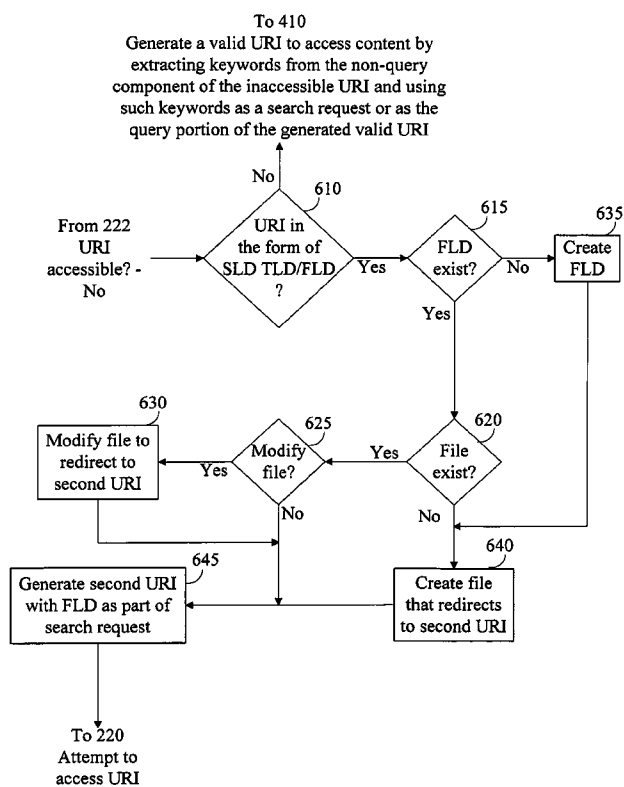 To 410
Generate a valid URI to access content by
extracting keywords from the non-query
component of the inaccessible URI and using
such keywords as a search request or as the
query portion of the generated valid URI
No
610
From 222
URI
accessible? -
No
URI in
the form of
SLD TLD/FLD
?
Yes
615
FLD
exist?
No
Yes
635
Create
FLD
630
Modify file to
redirect to
second URI
Yes
625
Modify
file?
No
Yes
620
File
exist?
No
645
Generate second URI
with FLD as part of
search request
640
Create file
that redirects
to second URI
To 220
Attempt to
access URI